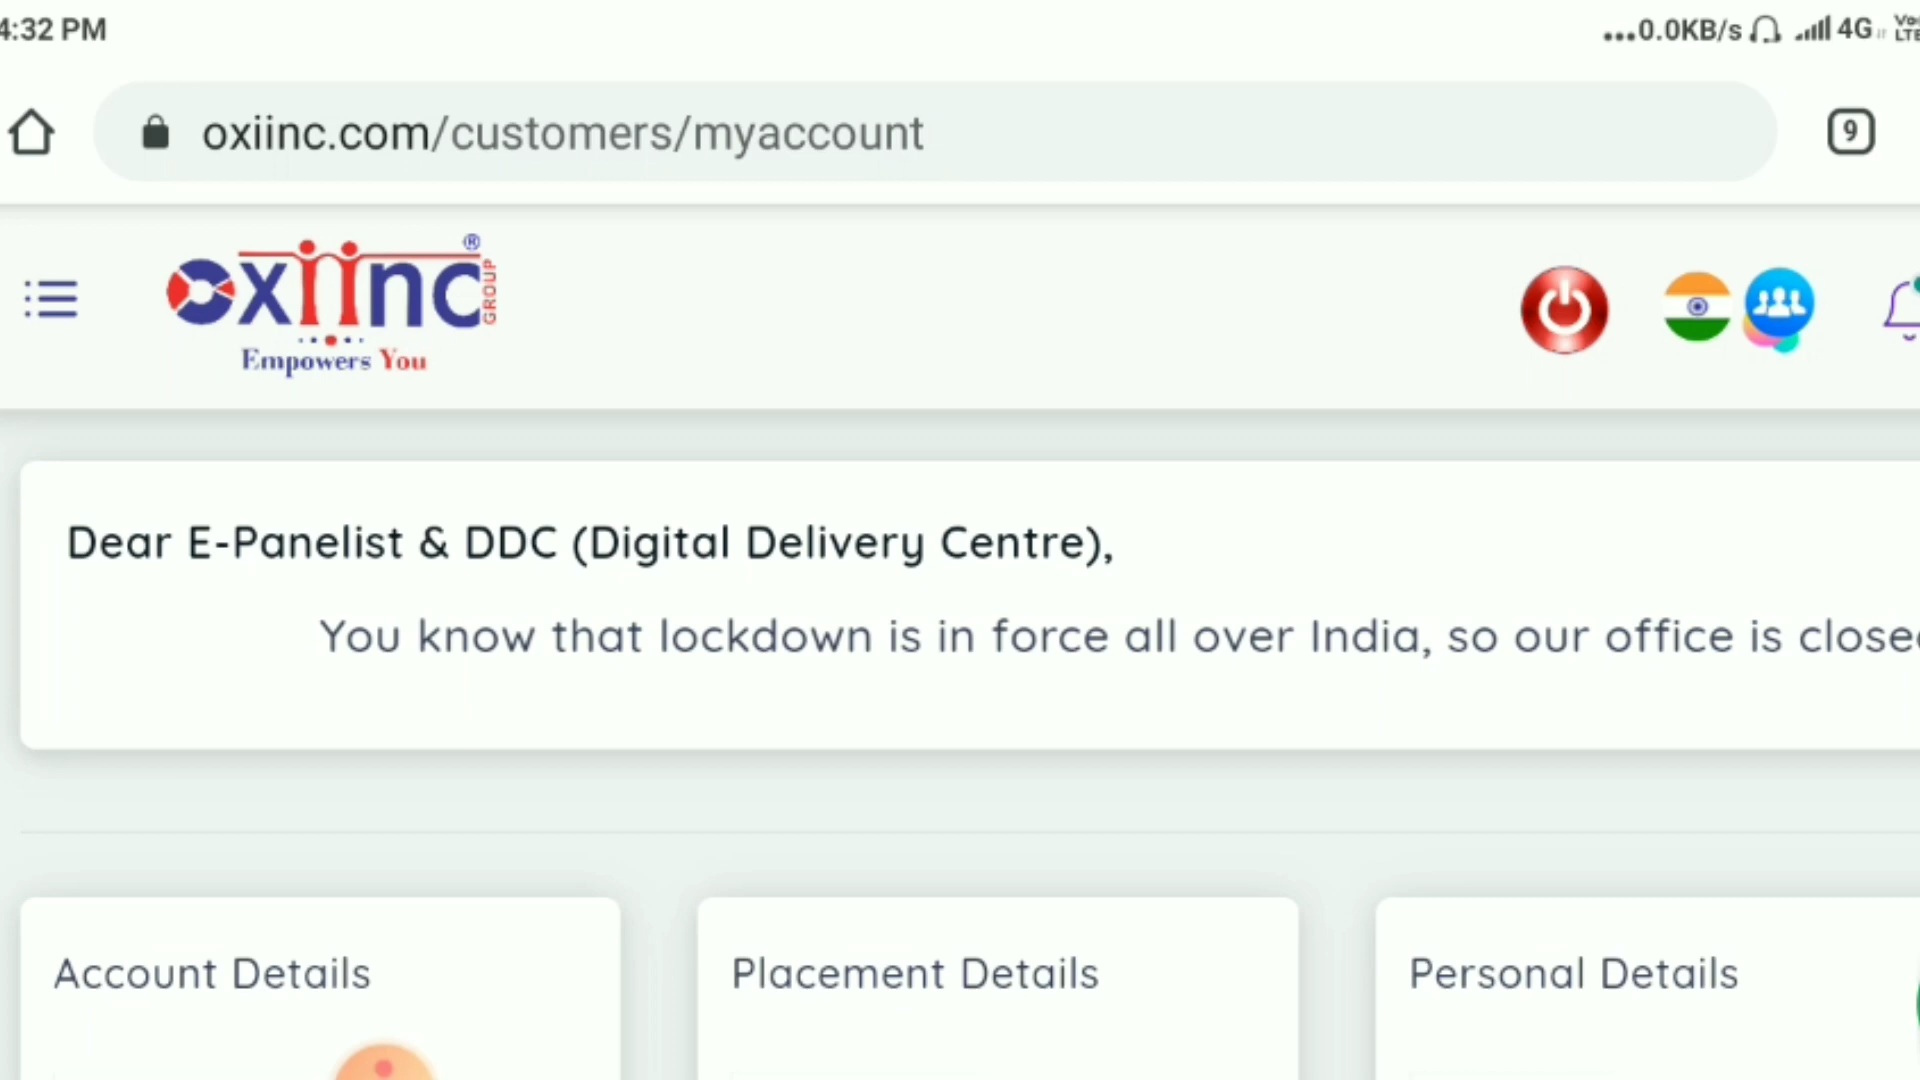 4:32 PM
...0.0KB/s 4G
oxiinc.com/customers/myaccount
9
oxiinc GROUP ®
Empowers You
Dear E-Panelist & DDC (Digital Delivery Centre),
You know that lockdown is in force all over India, so our office is close
Account Details
Placement Details
Personal Details